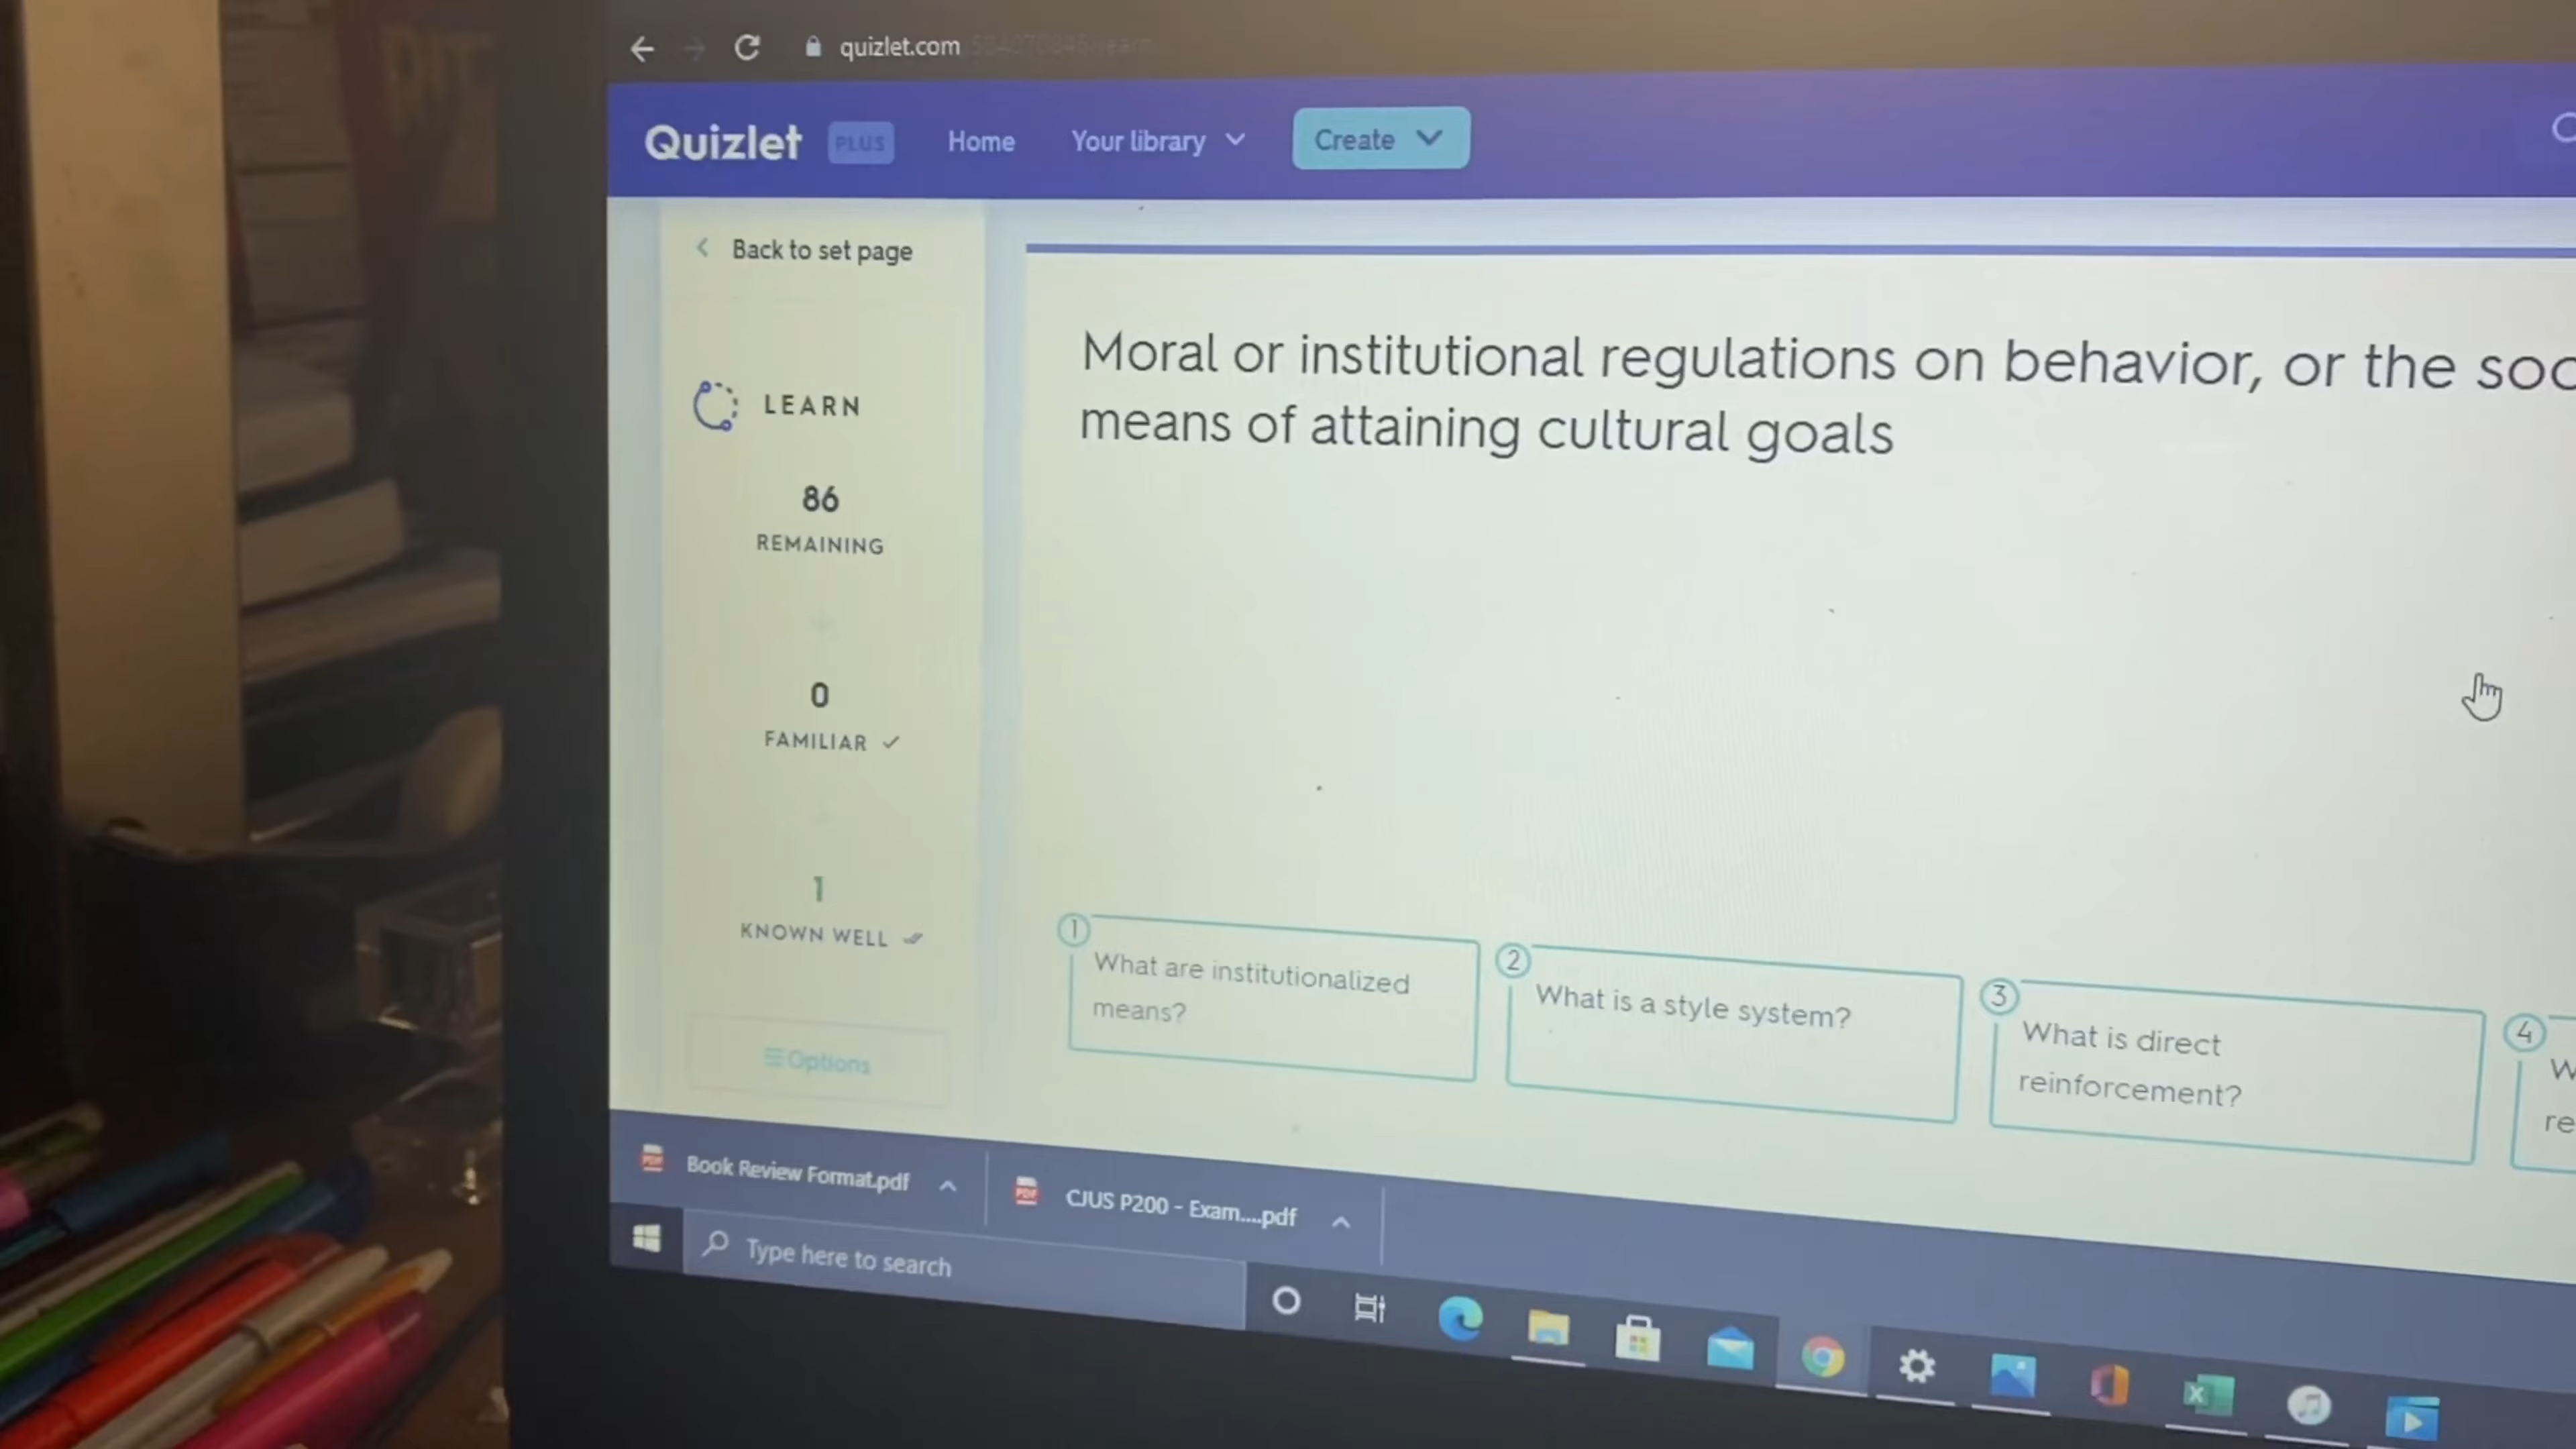 quizlet.com
Quizlet PLUS Home Your library Create
Back to set page
LEARN
86
REMAINING
0
FAMILIAR
1
KNOWN WELL
Options
Moral or institutional regulations on behavior, or the
means of attaining cultural goals
1
What are institutionalized
means?
2
What is a style system?
3
What is direct
reinforcement?
4
Book Review Format.pdf
CJUS P200 - Exam....pdf
Type here to search